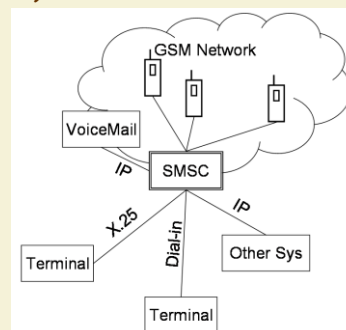 GSM Network
VoiceMail
IP
SMSC
X.25
Dial-in
IP
Terminal
Other Sys
Terminal